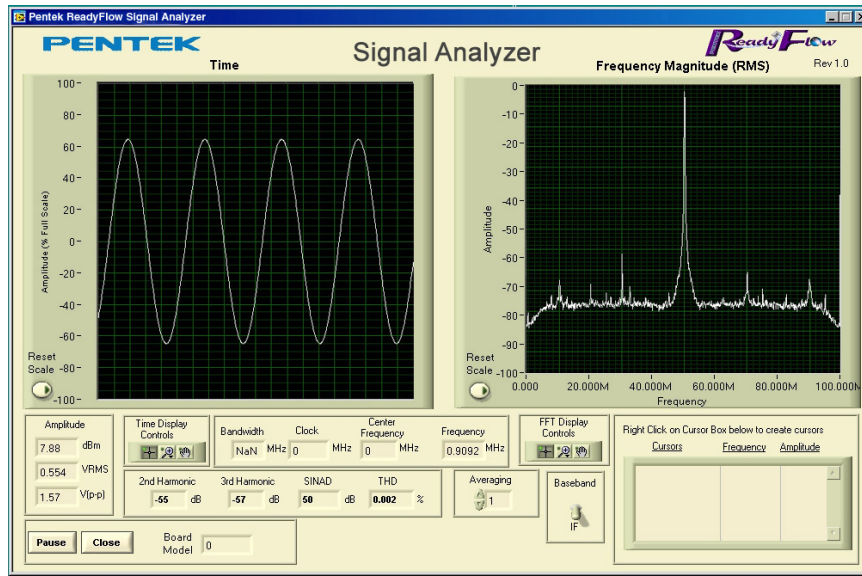 Pentek ReadyFlow Signal Analyzer
PENTEK
Signal Analyzer
ReadyFlow
Time
Frequency Magnitude (RMS)
Rev 1.0
100
80
60
40
20
0
-20
-40
-60
-80
-100
Amplitude (% Full Scale)
Reset
Scale
0
-10
-20
-30
-40
-50
-60
-70
-80
-90
-100
Amplitude
Reset
Scale
0.000 20.000M 40.000M 60.000M 80.000M 100.000M
Frequency
Amplitude
7.88 dBm
0.554 VRMS
1.57 V(p-p)
Time Display
Controls
Bandwidth Clock Center Frequency Frequency
NaN MHz 0 MHz 0 MHz 0.9092 MHz
FFT Display
Controls
Right Click on Cursor Box below to create cursors
Cursors Frequency Amplitude
2nd Harmonic 3rd Harmonic SINAD THD
-55 dB -57 dB 50 dB 0.002 %
Averaging
1
Baseband
IF
Pause Close Board Model 0